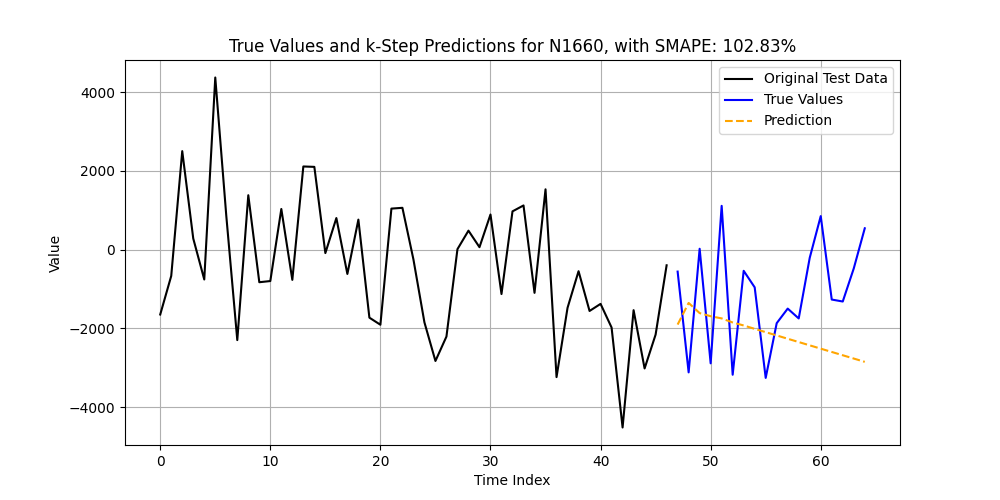 True Values and k-Step Predictions for N1660, with SMAPE: 102.83%
Original Test Data
True Values
Prediction
Value
4000
2000
0
−2000
−4000
0 10 20 30 40 50 60
Time Index